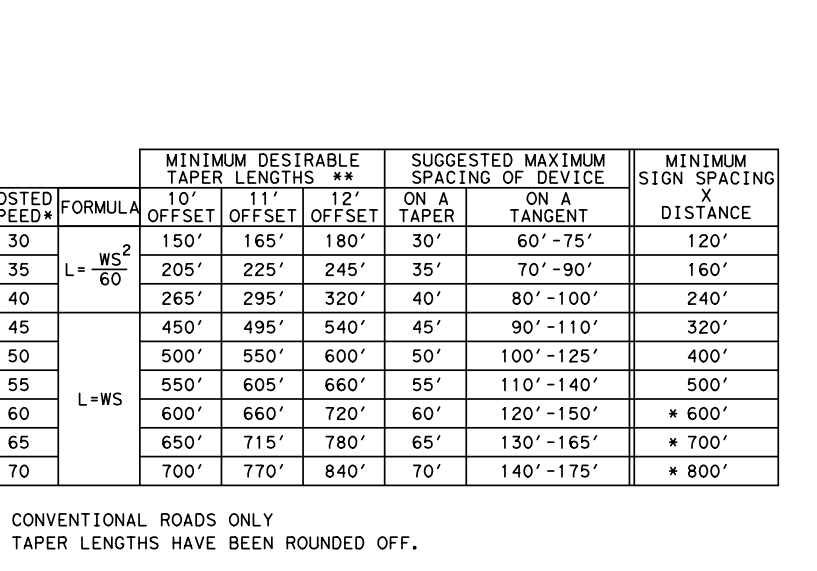 MINIMUM DESIRABLE TAPER LENGTHS ** SUGGESTED MAXIMUM SPACING OF DEVICE MINIMUM SIGN SPACING X DISTANCE
OSTED PEED* FORMULA 10' OFFSET 11' OFFSET 12' OFFSET ON A TAPER ON A TANGENT
30 L= WS²/60 150' 165' 180' 30' 60'-75' 120'
35 205' 225' 245' 35' 70'-90' 160'
40 265' 295' 320' 40' 80'-100' 240'
45 L=WS 450' 495' 540' 45' 90'-110' 320'
50 500' 550' 600' 50' 100'-125' 400'
55 550' 605' 660' 55' 110'-140' 500'
60 600' 660' 720' 60' 120'-150' * 600'
65 650' 715' 780' 65' 130'-165' * 700'
70 700' 770' 840' 70' 140'-175' * 800'
CONVENTIONAL ROADS ONLY
TAPER LENGTHS HAVE BEEN ROUNDED OFF.